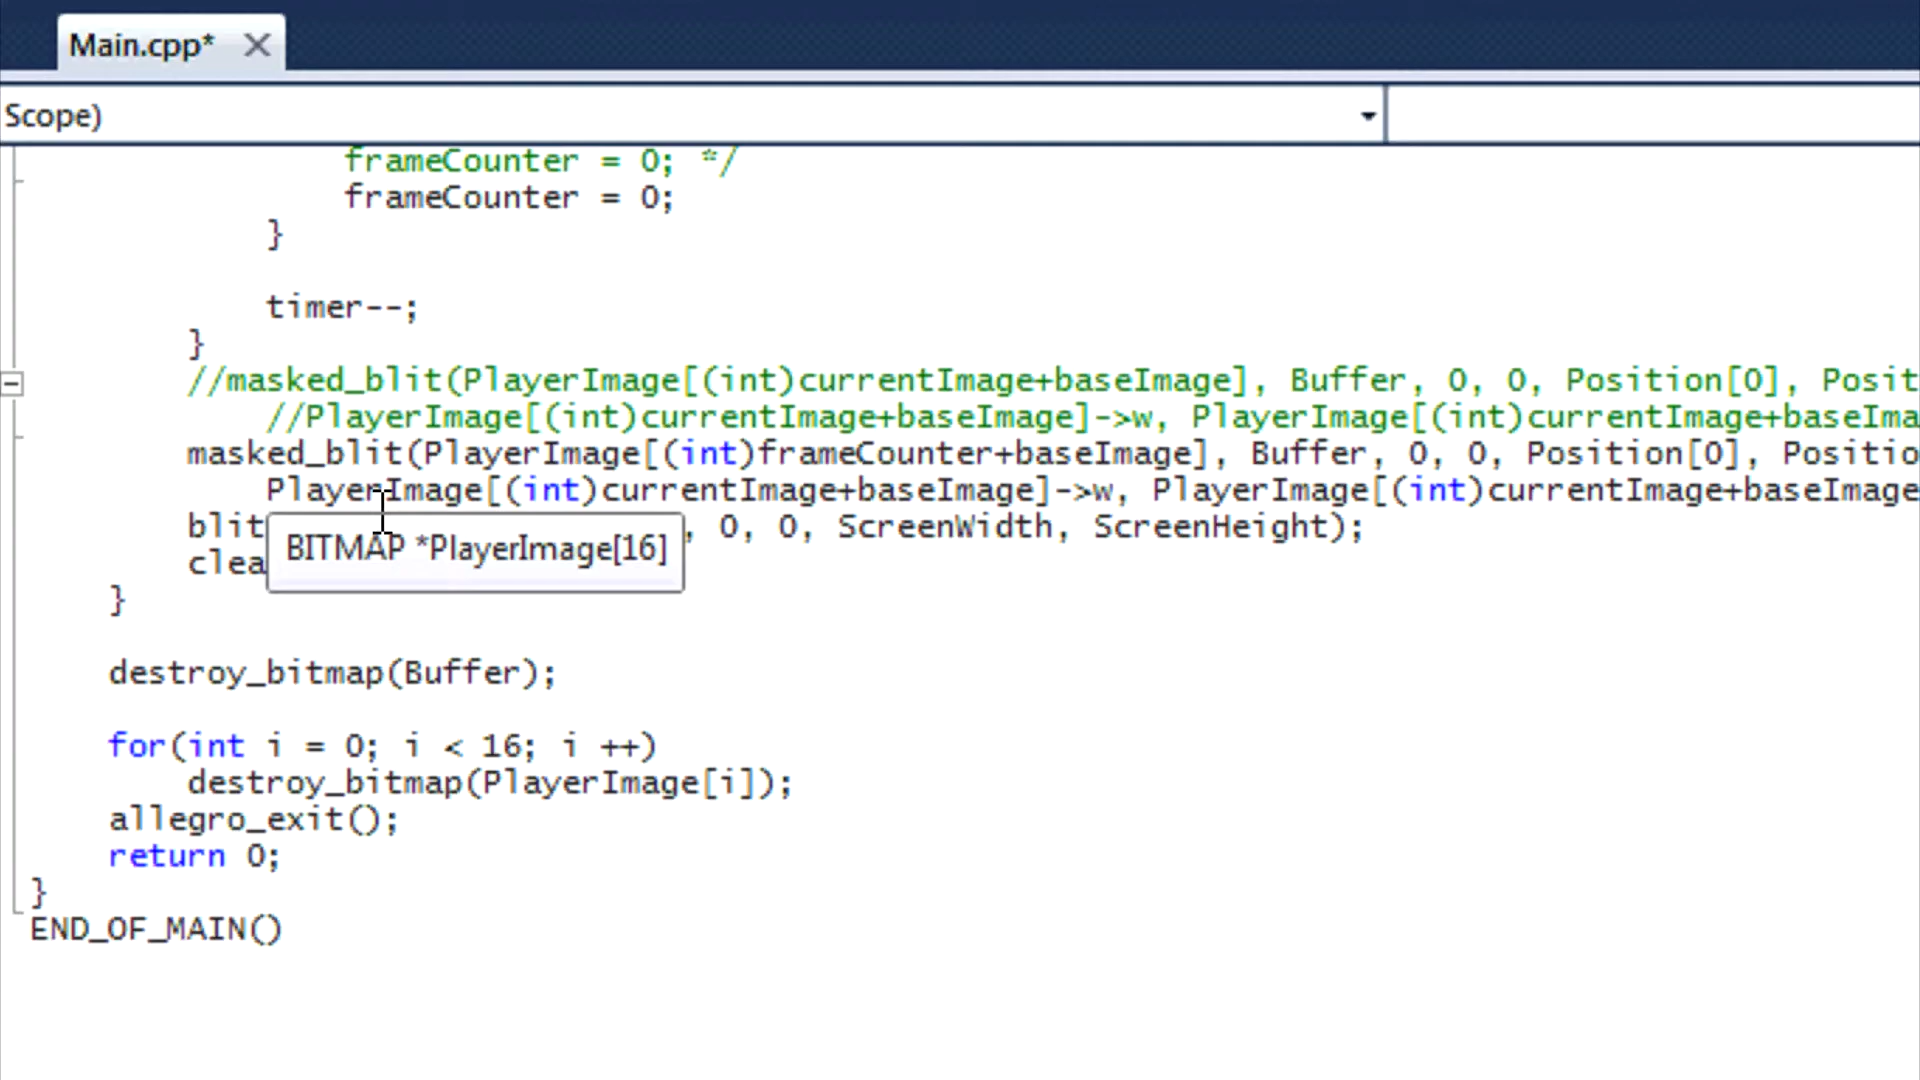 Main.cpp*
Scope)
frameCounter = 0; */
frameCounter = 0;
}
timer--;
}
//masked_blit(PlayerImage[(int)currentImage+baseImage], Buffer, 0, 0, Position[0], Posit
//PlayerImage[(int)currentImage+baseImage]->w, PlayerImage[(int)currentImage+baseIma
masked_blit(PlayerImage[(int)frameCounter+baseImage], Buffer, 0, 0, Position[0], Positio
PlayerImage[(int)currentImage+baseImage]->w, PlayerImage[(int)currentImage+baseImage
blit , 0, 0, ScreenWidth, ScreenHeight);
BITMAP *PlayerImage[16]
clea
}
destroy_bitmap(Buffer);
for(int i = 0; i < 16; i ++)
destroy_bitmap(PlayerImage[i]);
allegro_exit();
return 0;
}
END_OF_MAIN()